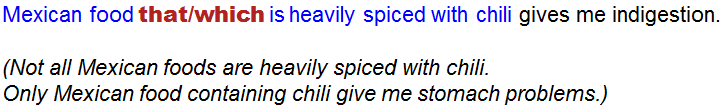 Mexican food that/which is heavily spiced with chili gives me indigestion.
(Not all Mexican foods are heavily spiced with chili.
Only Mexican food containing chili give me stomach problems.)